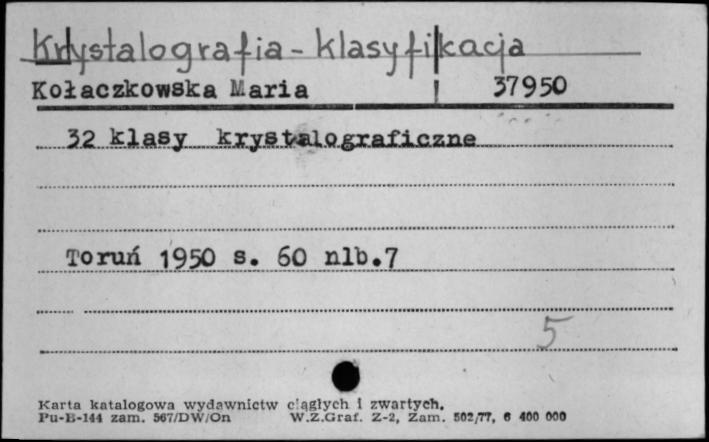 Krystalografia - klasyfikacja
Kołaczkowska Maria 37950
32 klasy krystalograficzne
Toruń 1950 s. 60 nlb.7
5
Karta katalogowa wydawnictw ciągłych i zwartych.
Pu-B-144 zam. 567/DW/On W.Z.Graf. Z-2, Zam. 502/77, 6 400 000